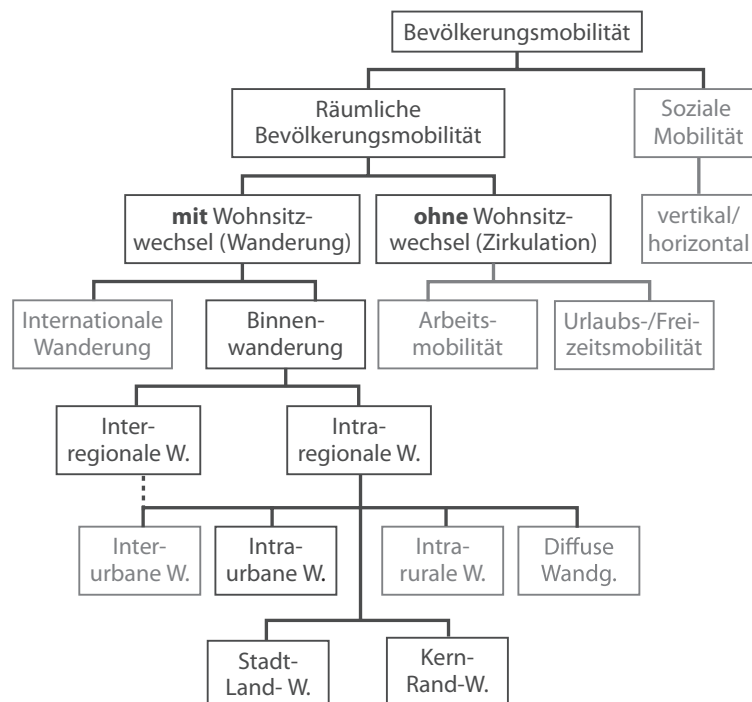 Bevölkerungsmobilität
Räumliche
Bevölkerungsmobilität
Soziale
Mobilität
mit Wohnsitz-
wechsel (Wanderung)
ohne Wohnsitz-
wechsel (Zirkulation)
vertikal/
horizontal
Internationale
Wanderung
Binnen-
wanderung
Arbeits-
mobilität
Urlaubs-/Frei-
zeitsmobilität
Inter-
regionale W.
Intra-
regionale W.
Inter-
urbane W.
Intra-
urbane W.
Intra-
rurale W.
Diffuse
Wandg.
Stadt-
Land- W.
Kern-
Rand-W.